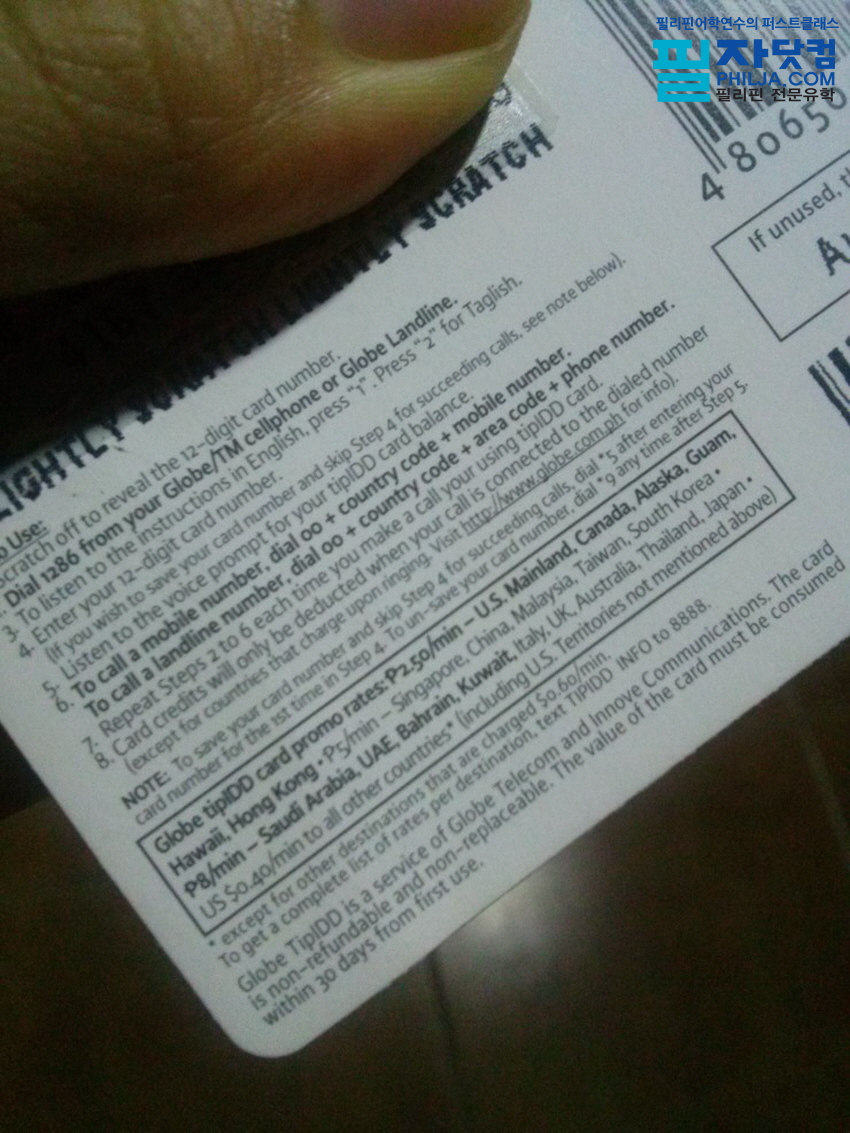 필리핀어학연수의 퍼스트클래스
필자닷컴
PHILJA.COM
필리핀 전문유학
480650
If unused,
LIGHTLY SCRATCH LIGHTLY SCRATCH
Use:
Scratch off to reveal the 12-digit card number.
Dial 1286 from your Globe/TM cellphone or Globe Landline.
3. To listen to the instructions in English, press "1". Press "2" for Taglish.
4. Enter your 12-digit card number.
(If you wish to save your card number and skip Step 4 for succeeding calls, see note below).
5. Listen to the voice prompt for your tipIDD card balance.
6. To call a mobile number, dial 00 + country code + mobile number.
To call a landline number, dial 00 + country code + area code + phone number.
7. Repeat Steps 2 to 6 each time you make a call your using tipIDD card.
8. Card credits will only be deducted when your call is connected to the dialed number
(except for countries that charge upon ringing. Visit http://www.globe.com.ph for info).
NOTE: To save your card number and skip Step 4 for succeeding calls, dial *5 after entering your
card number for the 1st time in Step 4. To un-save your card number, dial *9 any time after Step 5.
Globe tipIDD card promo rates: P2.50/min – U.S. Mainland, Canada, Alaska, Guam,
Hawaii, Hong Kong • P5/min – Singapore, China, Malaysia, Taiwan, South Korea •
P8/min – Saudi Arabia, UAE, Bahrain, Kuwait, Italy, UK, Australia, Thailand, Japan •
US $0.40/min to all other countries* (including U.S. Territories not mentioned above)
* except for other destinations that are charged $0.60/min.
To get a complete list of rates per destination, text TIPIDD INFO to 8888.
Globe TipIDD is a service of Globe Telecom and Innove Communications. The card
is non-refundable and non-replaceable. The value of the card must be consumed
within 30 days from first use.